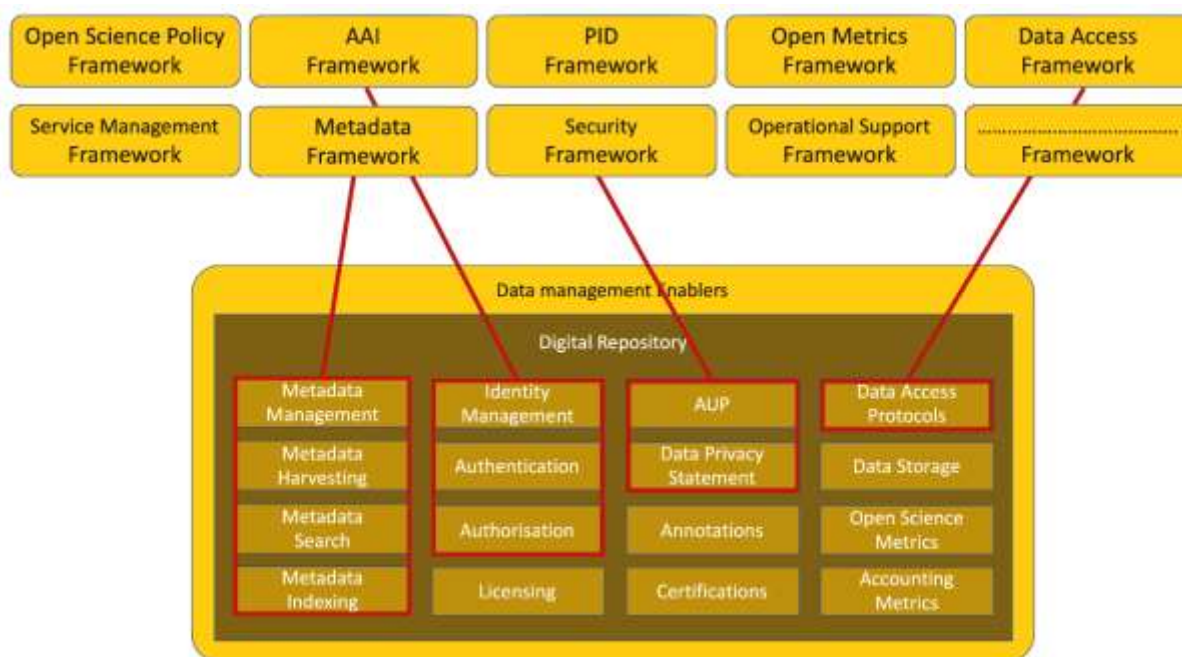 Open Science Policy
Framework
AAI
Framework
PID
Framework
Open Metrics
Framework
Data Access
Framework
Service Management
Framework
Metadata
Framework
Security
Framework
Operational Support
Framework
............................................
Framework
Data management Enablers
Digital Repository
Metadata
Management
Identity
Management
AUP
Data Access
Protocols
Metadata
Harvesting
Authentication
Data Privacy
Statement
Data Storage
Metadata
Search
Authorisation
Annotations
Open Science
Metrics
Metadata
Indexing
Licensing
Certifications
Accounting
Metrics